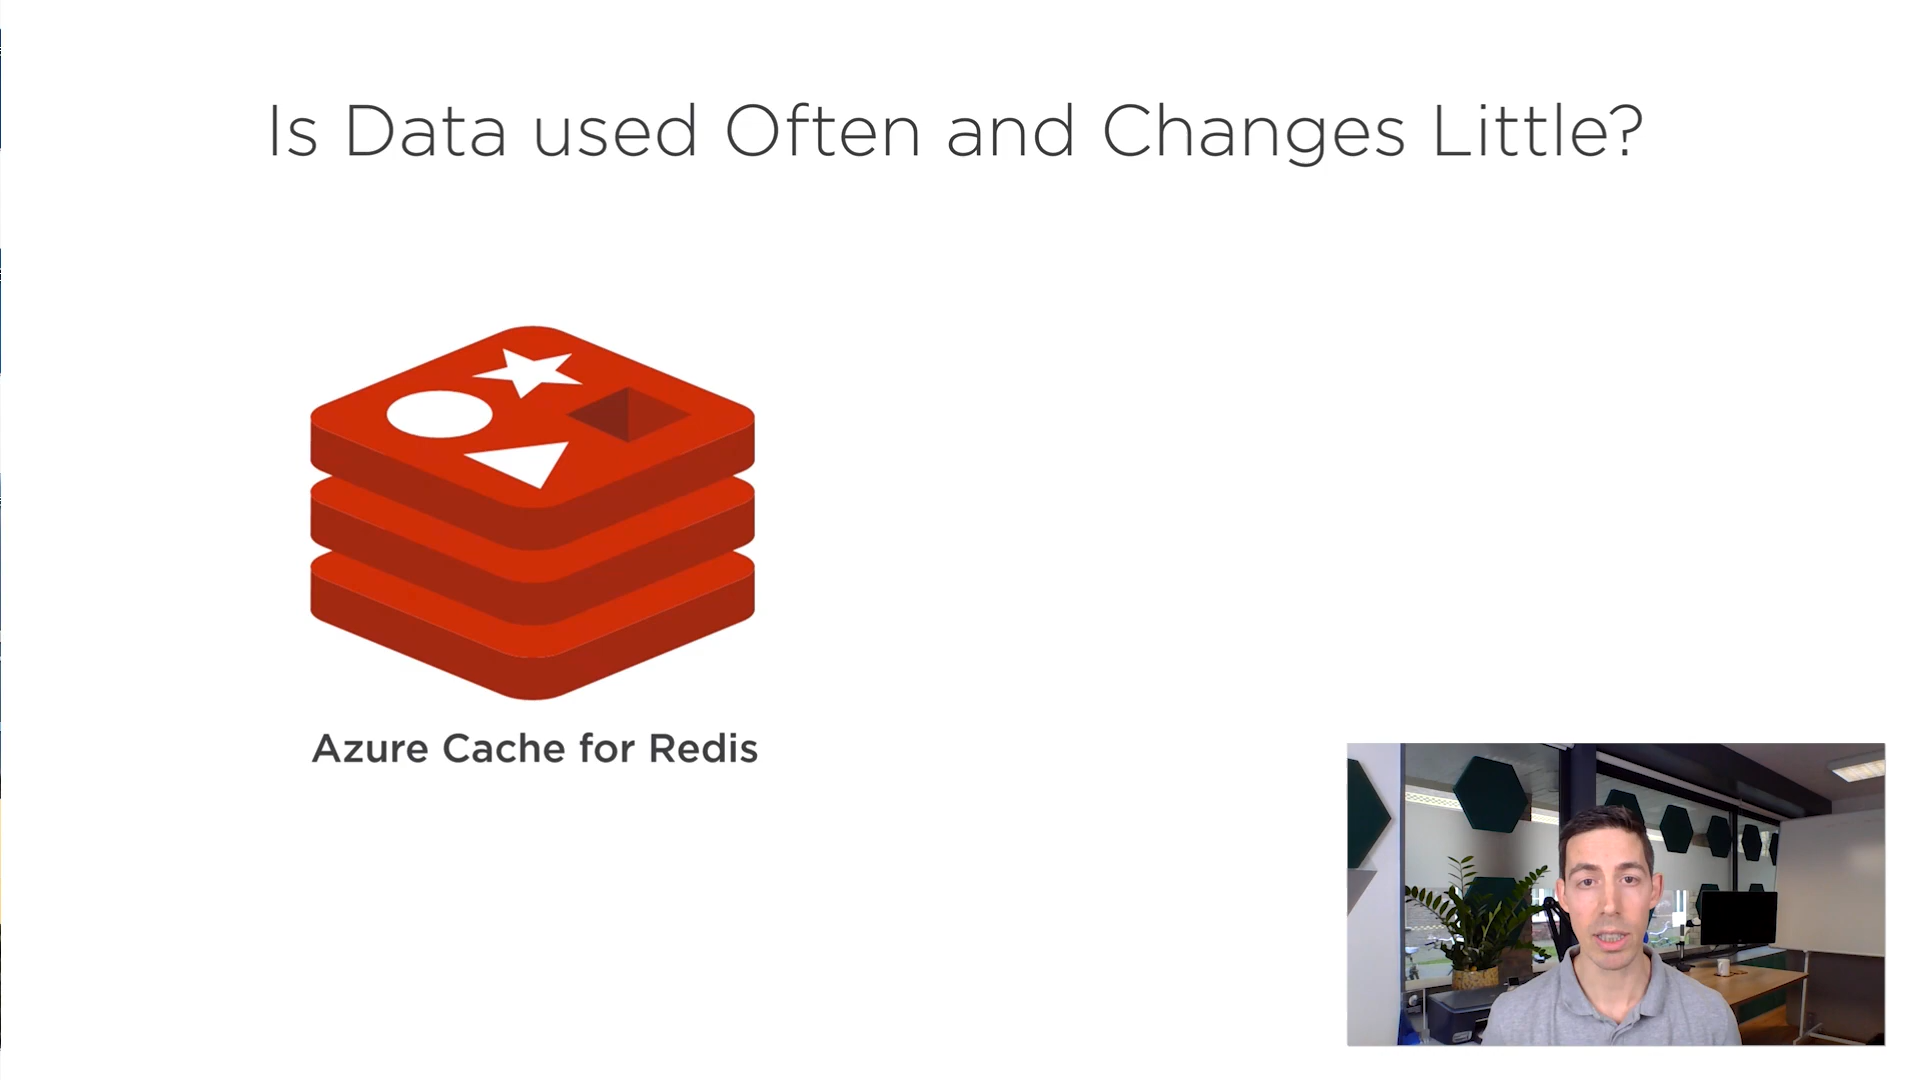 Is Data used Often and Changes Little?
Azure Cache for Redis